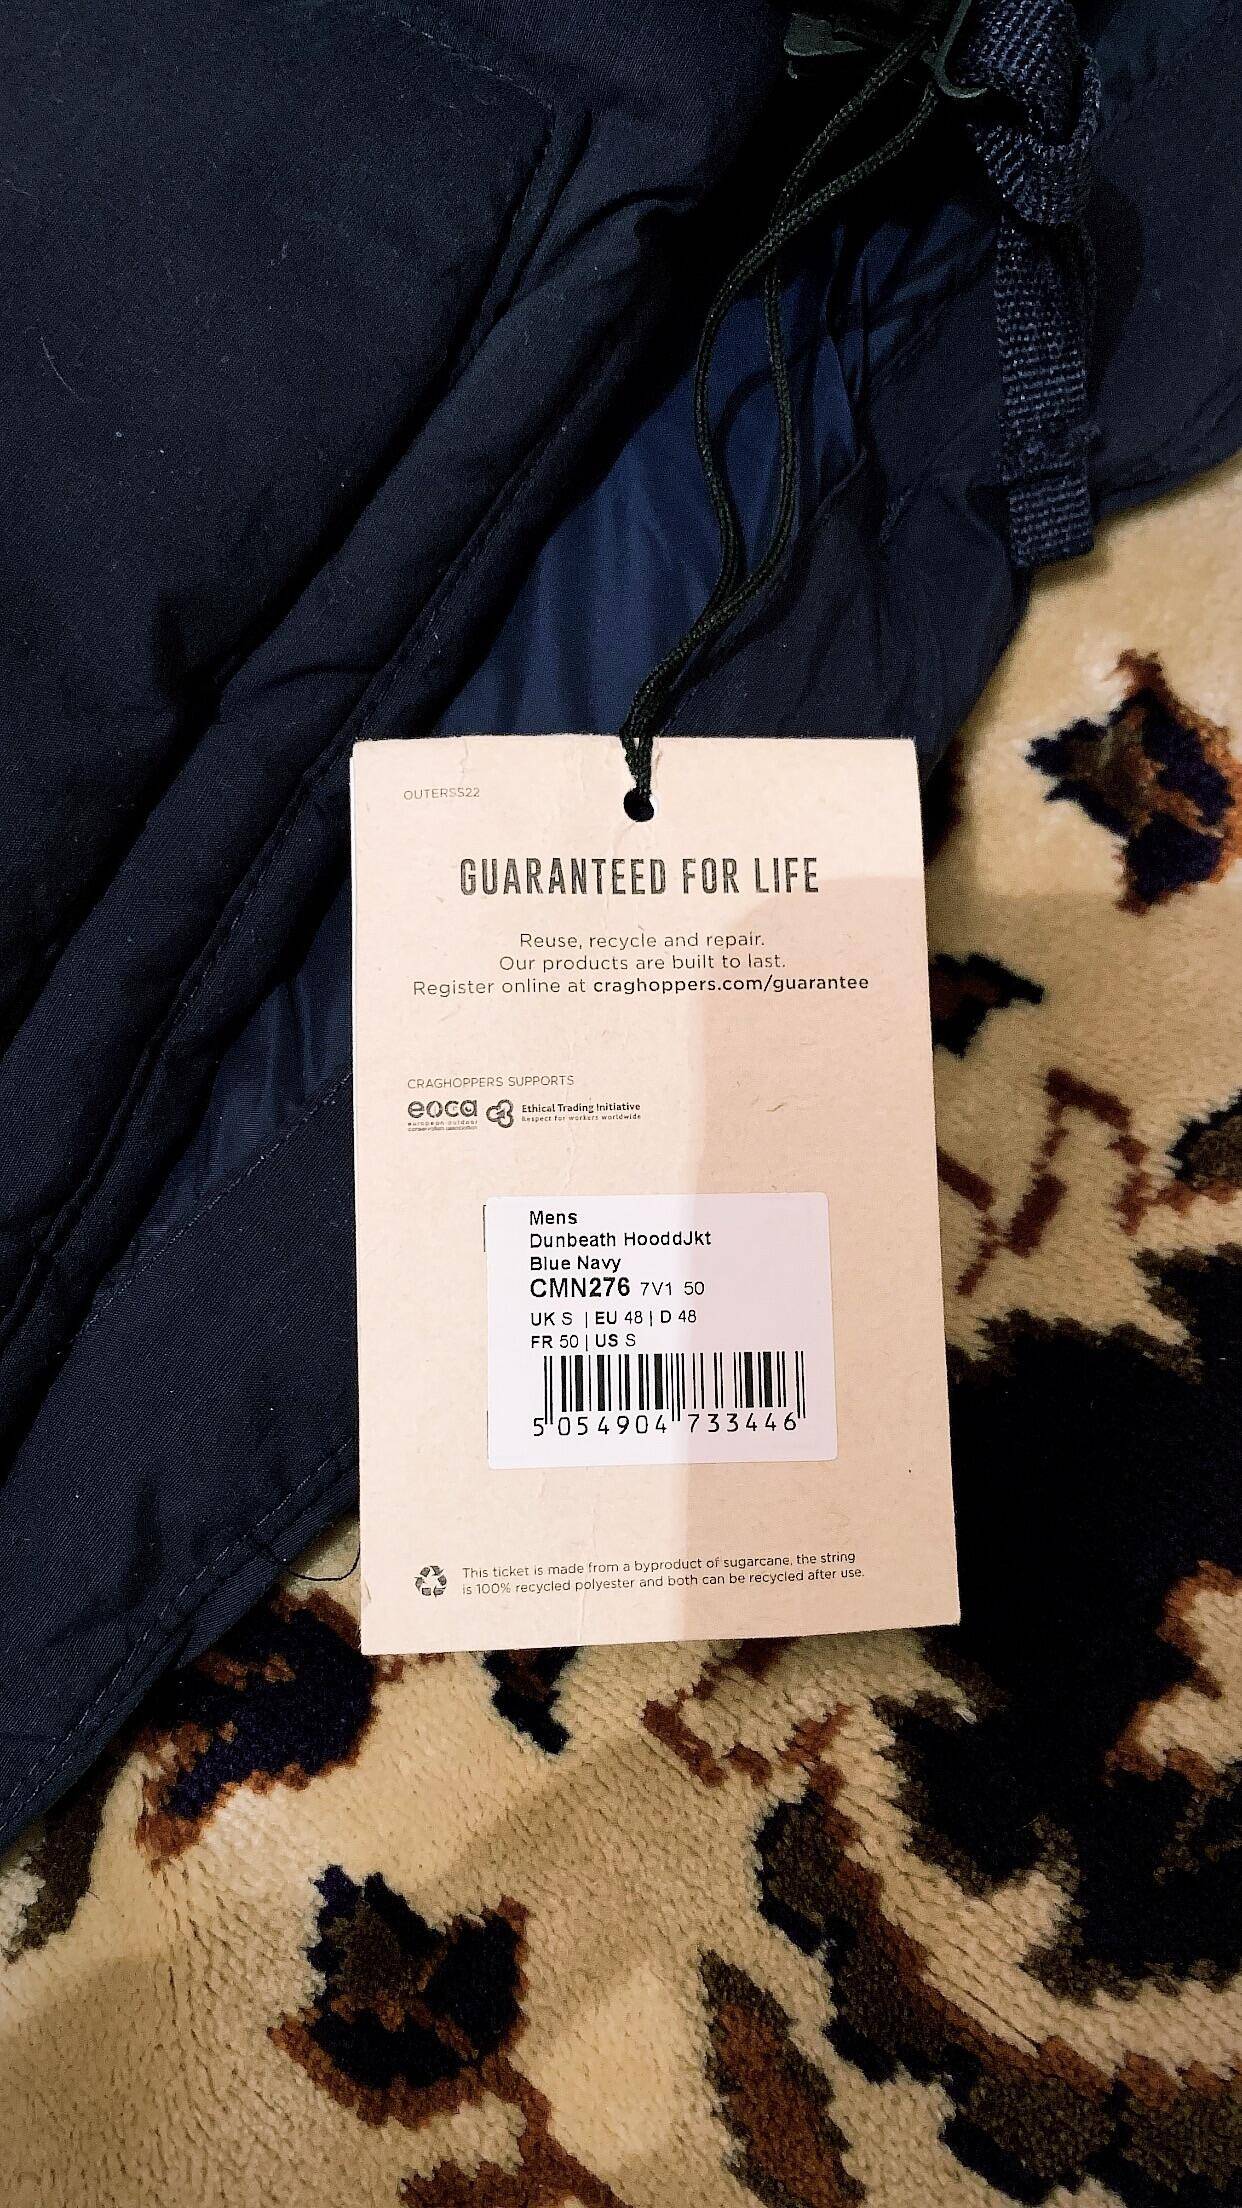 OUTERSS22
GUARANTEED FOR LIFE
Reuse, recycle and repair.
Our products are built to last.
Register online at craghoppers.com/guarantee
CRAGHOPPERS SUPPORTS
eoca
european outdoor
conservation association
Ethical Trading Initiative
Respect for workers worldwide
Mens
Dunbeath HooddJkt
Blue Navy
CMN276 7V1 50
UK S | EU 48 | D 48
FR 50 | US S
5 054904 733446
This ticket is made from a byproduct of sugarcane, the string
is 100% recycled polyester and both can be recycled after use.